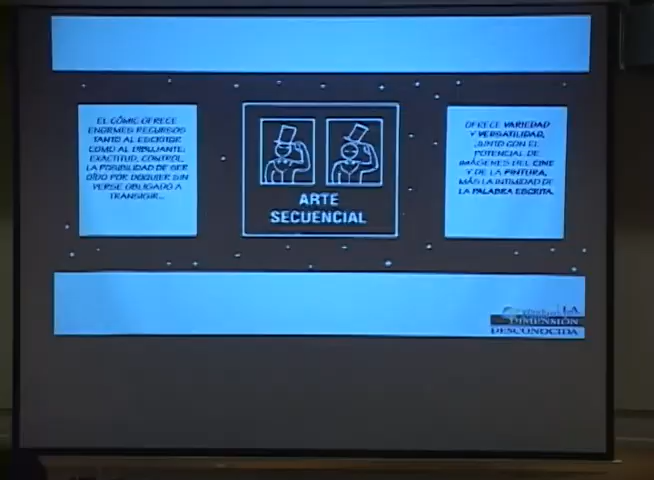 EL CÓMIC OFRECE
ENORMES RECURSOS
TANTO AL ESCRITOR
COMO AL DIBUJANTE:
EXACTITUD, CONTROL,
LA POSIBILIDAD DE SER
OÍDO POR DOQUIER SIN
VERSE OBLIGADO A
TRANSIGIR...
ARTE
SECUENCIAL
OFRECE VARIEDAD
Y VERSATILIDAD,
JUNTO CON EL
POTENCIAL DE
IMÁGENES DEL CINE
Y DE LA PINTURA,
MÁS LA INTIMIDAD DE
LA PALABRA ESCRITA.
LA
DIMENSIÓN
DESCONOCIDA